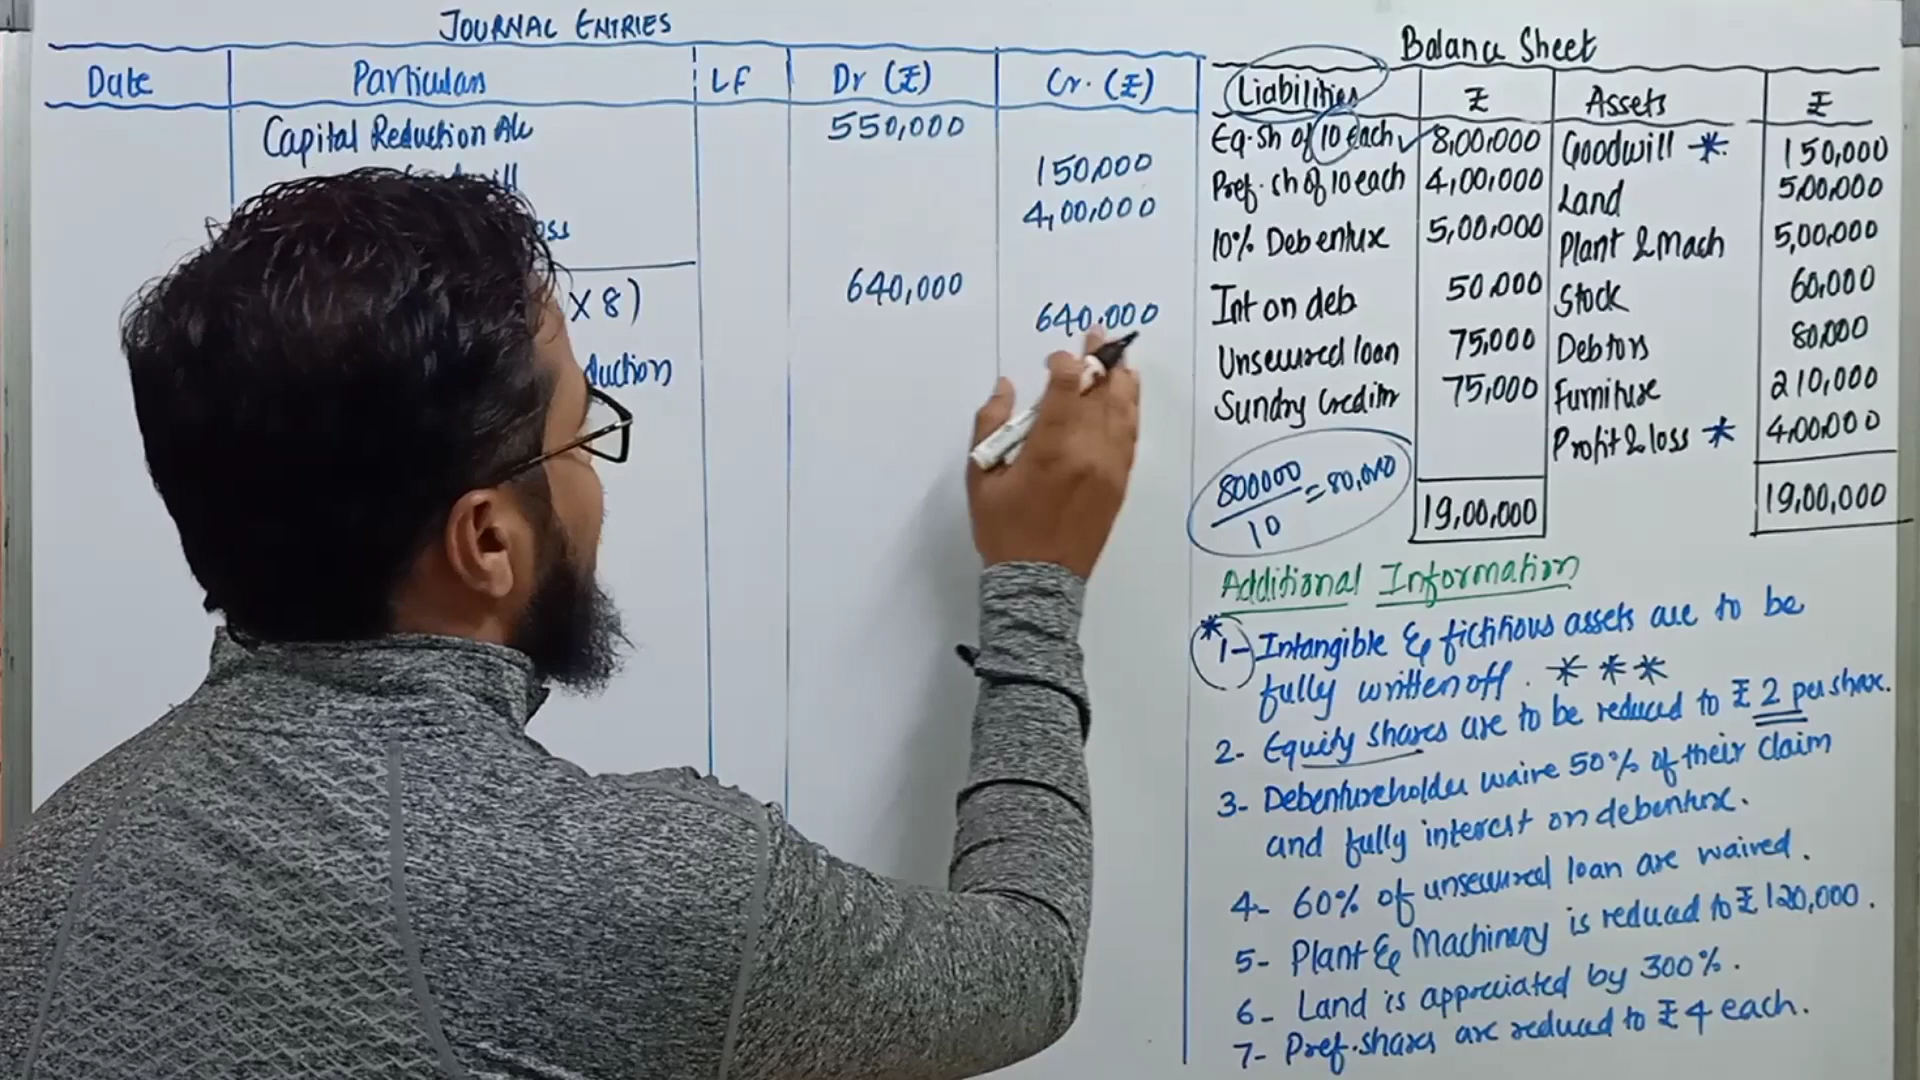 JOURNAL ENTRIES
Date Particulars LF Dr (₹) Cr. (₹)
Capital Reduction A/c 550,000
150,000
4,00,000
X 8) 640,000
640,000
duction
Balance Sheet
Liabilities ₹ Assets ₹
Eq.sh of 10 each 8,00,000 Goodwill * 150,000
Pref. sh of 10 each 4,00,000 Land 5,00,000
10% Debenture 5,00,000 Plant & Mach 5,00,000
Int on deb 50,000 Stock 60,000
Unsecured loan 75,000 Debtors 80,000
Sundry Creditor 75,000 Furniture 210,000
Profit & loss * 4,00,000
19,00,000 19,00,000
800000/10 = 80,000
Additional Information
* 1- Intangible & fictitious assets are to be
fully written off. * * *
2- Equity shares are to be reduced to ₹ 2 per share.
3- Debentureholder waive 50% of their claim
and fully interest on debenture.
4- 60% of unsecured loan are waived.
5- Plant & Machinery is reduced to ₹ 120,000.
6- Land is appreciated by 300%.
7- Pref. shares are reduced to ₹ 4 each.